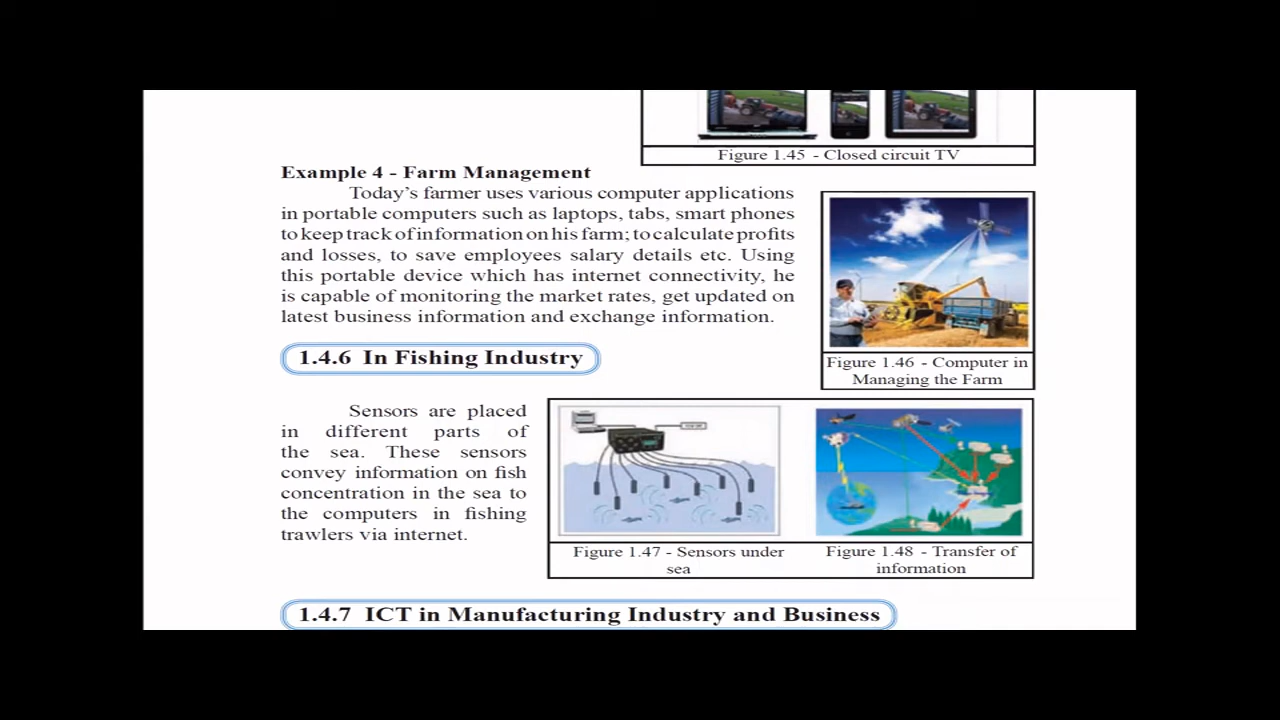 Figure 1.45 - Closed circuit TV
Example 4 - Farm Management
Today's farmer uses various computer applications
in portable computers such as laptops, tabs, smart phones
to keep track of information on his farm; to calculate profits
and losses, to save employees salary details etc. Using
this portable device which has internet connectivity, he
is capable of monitoring the market rates, get updated on
latest business information and exchange information.
Figure 1.46 - Computer in
Managing the Farm
1.4.6 In Fishing Industry
Sensors are placed
in different parts of
the sea. These sensors
convey information on fish
concentration in the sea to
the computers in fishing
trawlers via internet.
Figure 1.47 - Sensors under
sea
Figure 1.48 - Transfer of
information
1.4.7 ICT in Manufacturing Industry and Business